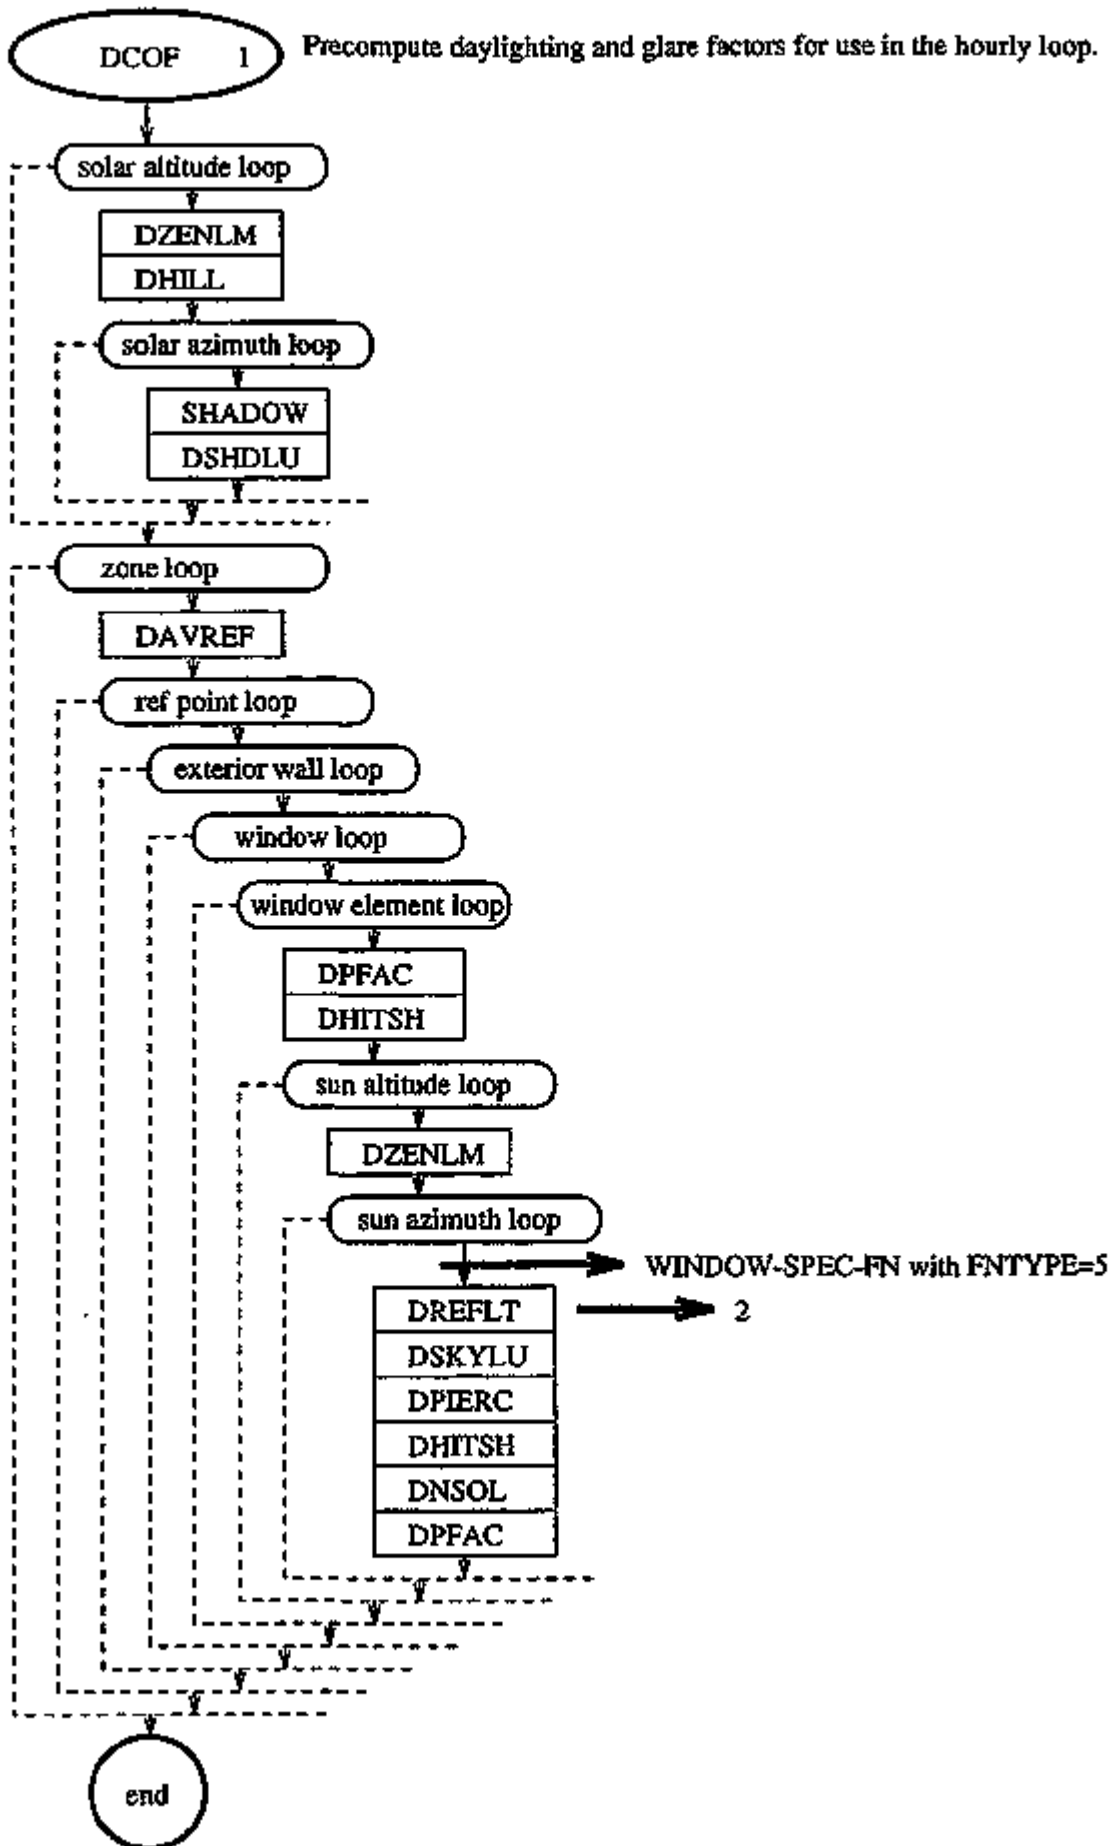 DCOF 1 Precompute daylighting and glare factors for use in the hourly loop.
solar altitude loop
DZENLM
DHILL
solar azimuth loop
SHADOW
DSHDLU
zone loop
DAVREF
ref point loop
exterior wall loop
window loop
window element loop
DPFAC
DHITSH
sun altitude loop
DZENLM
sun azimuth loop
WINDOW-SPEC-FN with FNTYPE=5
DREFLT 2
DSKYLU
DPIERC
DHITSH
DNSOL
DPFAC
end